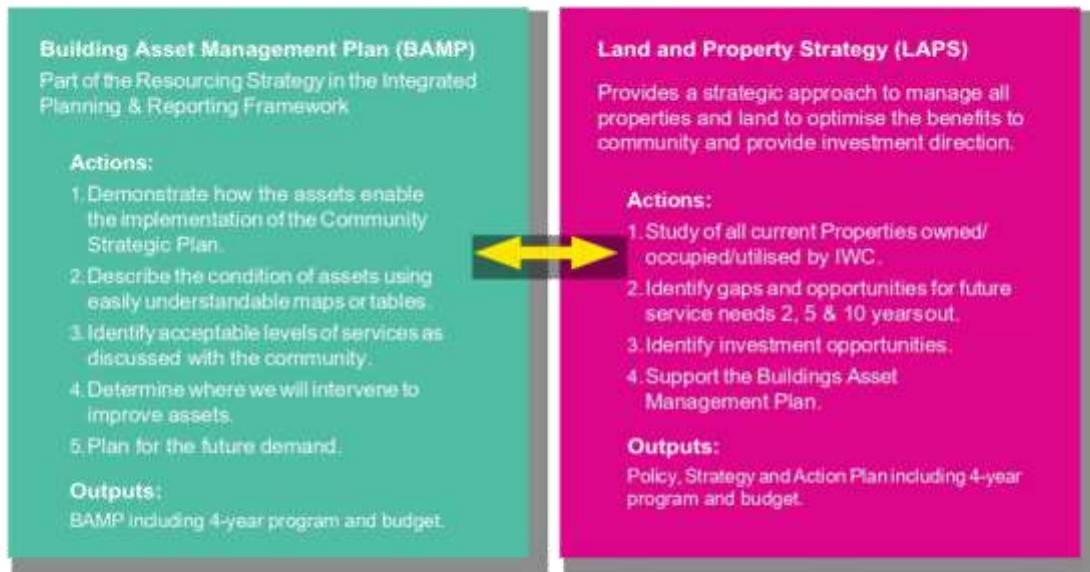 Building Asset Management Plan (BAMP)
Part of the Resourcing Strategy in the Integrated
Planning & Reporting Framework
Actions:
1. Demonstrate how the assets enable
the implementation of the Community
Strategic Plan.
2. Describe the condition of assets using
easily understandable maps or tables.
3. Identify acceptable levels of services as
discussed with the community.
4. Determine where we will intervene to
improve assets.
5. Plan for the future demand.
Outputs:
BAMP including 4-year program and budget.
Land and Property Strategy (LAPS)
Provides a strategic approach to manage all
properties and land to optimise the benefits to
community and provide investment direction.
Actions:
1. Study of all current Properties owned/
occupied/utilised by IWC.
2. Identify gaps and opportunities for future
service needs 2, 5 & 10 years out.
3. Identify investment opportunities.
4. Support the Buildings Asset
Management Plan.
Outputs:
Policy, Strategy and Action Plan including 4-year
program and budget.